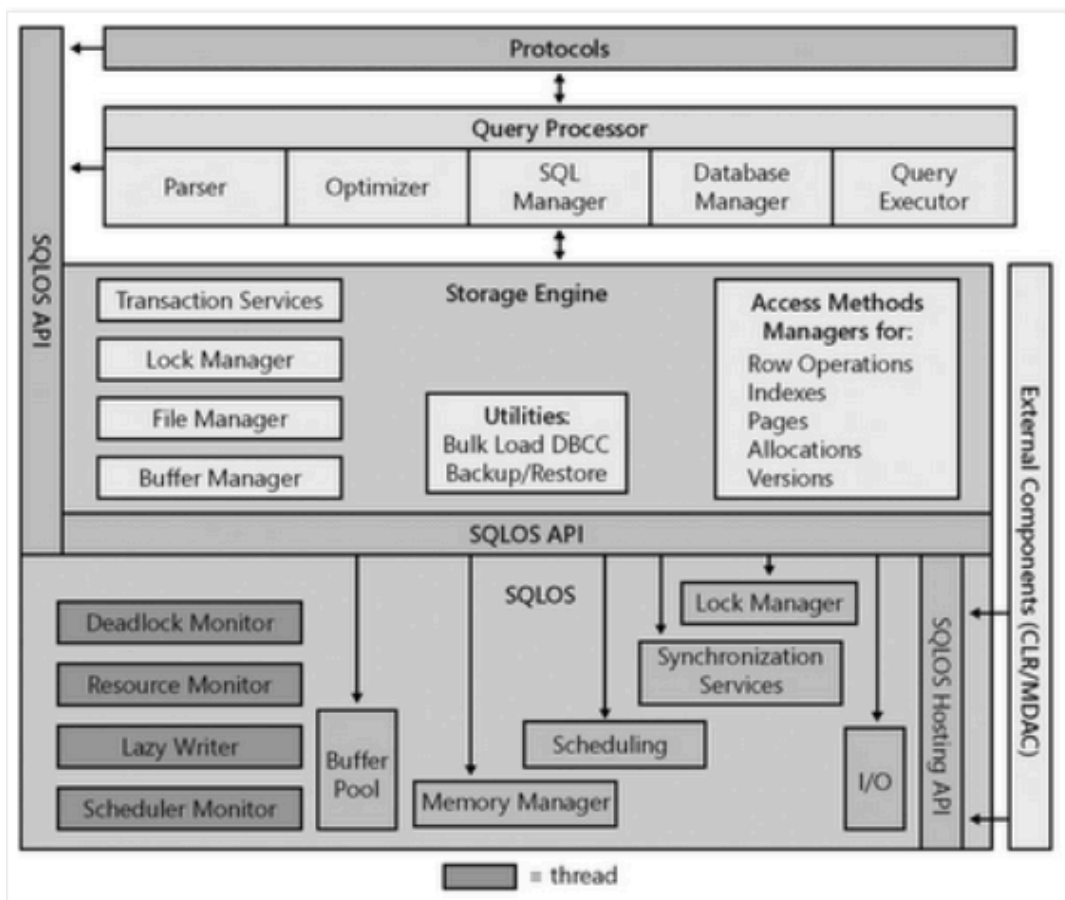 Protocols
Query Processor
Parser
Optimizer
SQL
Manager
Database
Manager
Query
Executor
SQLOS API
Storage Engine
Transaction Services
Lock Manager
File Manager
Buffer Manager
Utilities:
Bulk Load DBCC
Backup/Restore
Access Methods
Managers for:
Row Operations
Indexes
Pages
Allocations
Versions
External Components (CLR/MDAC)
SQLOS API
SQLOS
Deadlock Monitor
Resource Monitor
Lazy Writer
Scheduler Monitor
Buffer
Pool
Memory Manager
Scheduling
Synchronization
Services
Lock Manager
I/O
SQLOS Hosting API
= thread